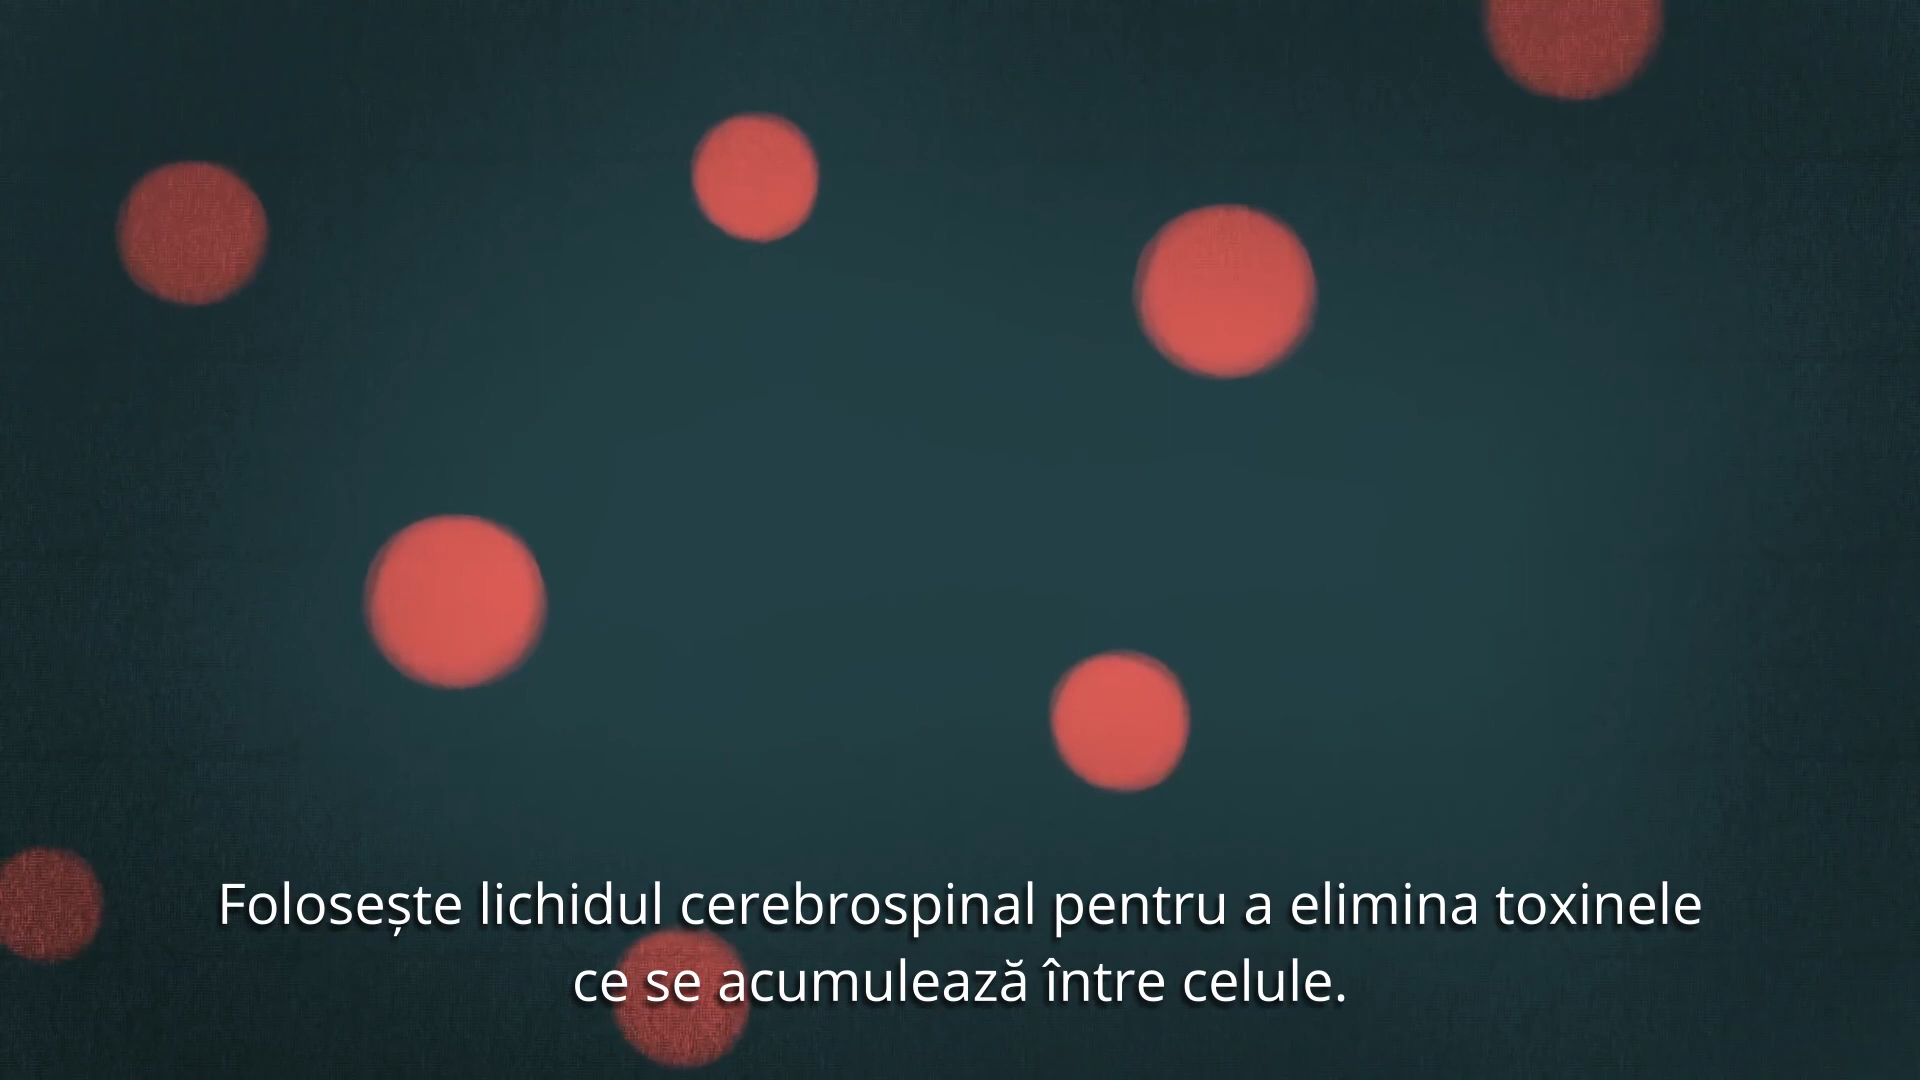 Folosește lichidul cerebrospinal pentru a elimina toxinele
ce se acumulează între celule.